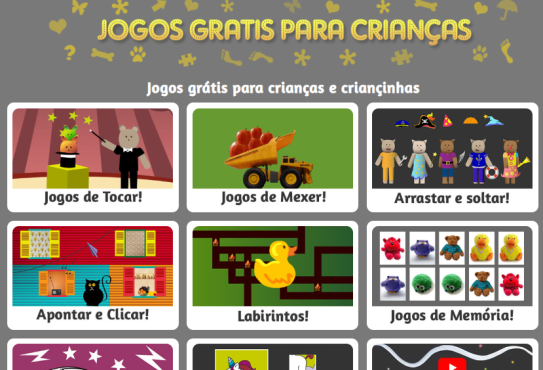 JOGOS GRATIS PARA CRIANÇAS
?
Jogos grátis para crianças e criancinhas
Jogos de Tocar!
Jogos de Mexer!
Arrastar e soltar!
Apontar e Clicar!
Labirintos!
Jogos de Memória!